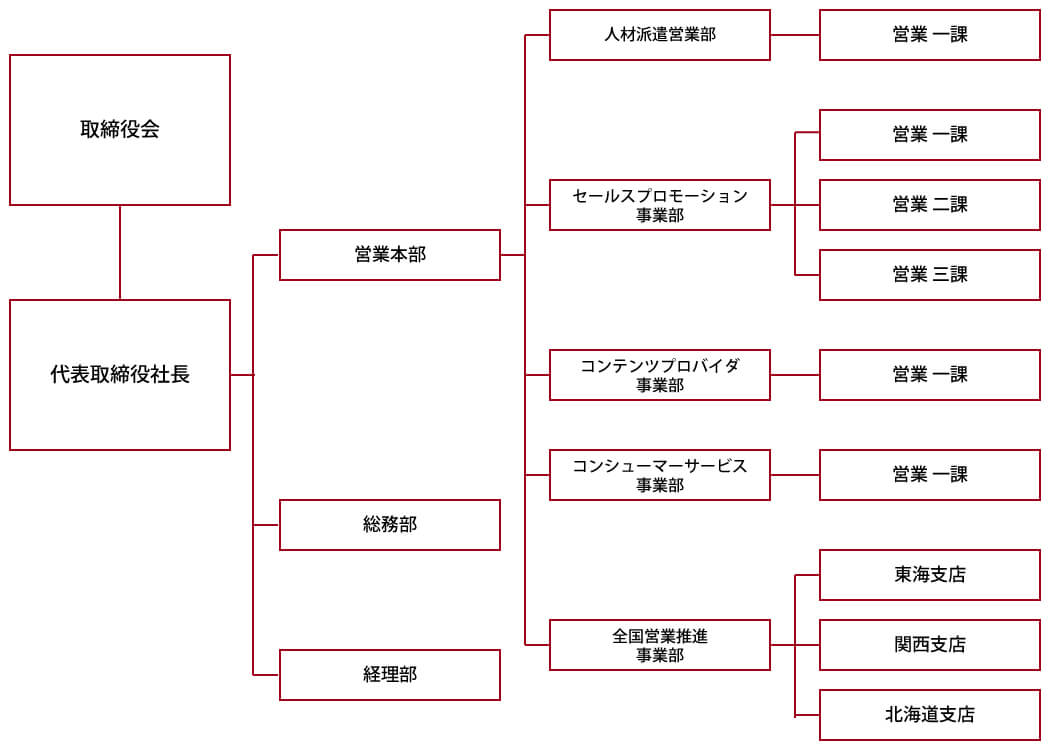 取締役会
代表取締役社長
営業本部
総務部
経理部
人材派遣営業部
営業 一課
セールスプロモーション
事業部
営業 一課
営業 二課
営業 三課
コンテンツプロバイダ
事業部
営業 一課
コンシューマーサービス
事業部
営業 一課
全国営業推進
事業部
東海支店
関西支店
北海道支店